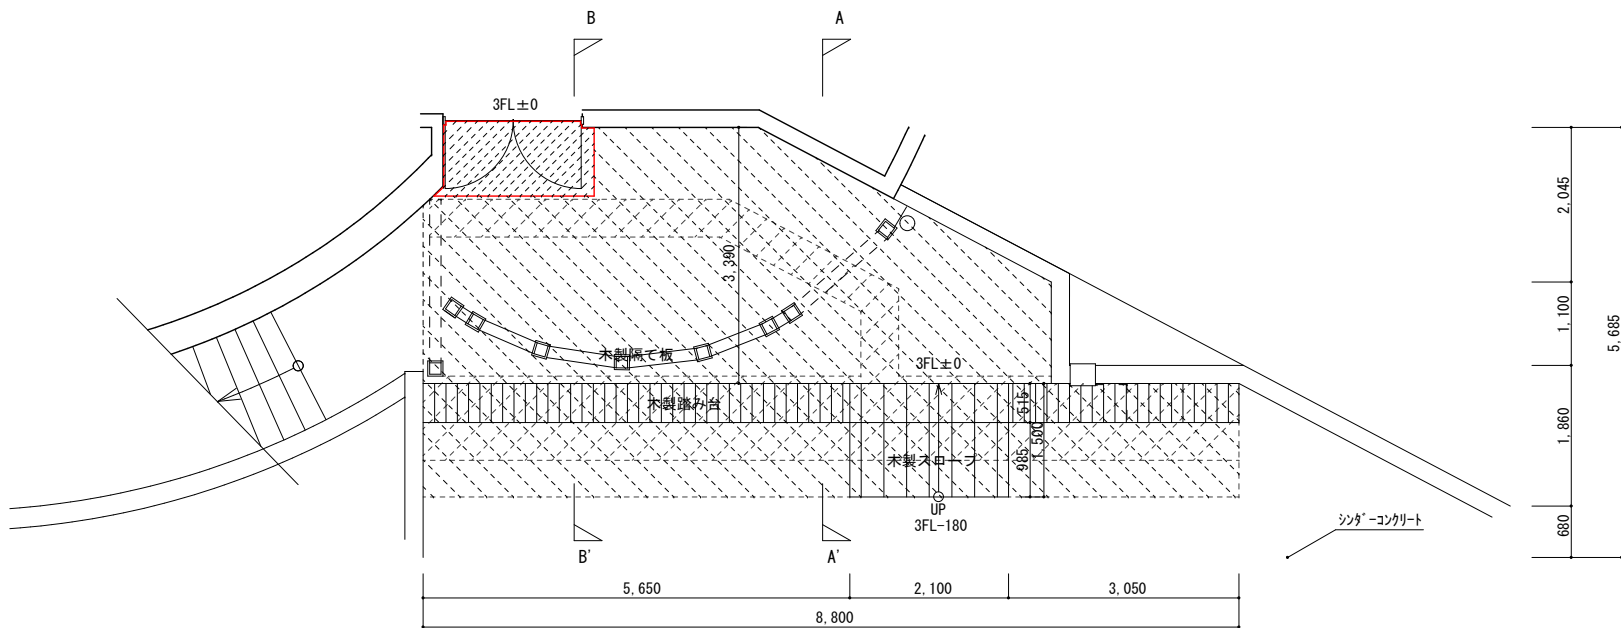 B
A
3FL±0
2,045
3,390
1,100
5,685
木製隔て板
3FL±0
木製踏み台
515
1,500
985
1,860
木製スロープ
UP
3FL-180
680
シンダーコンクリート
B'
A'
5,650
2,100
3,050
8,800